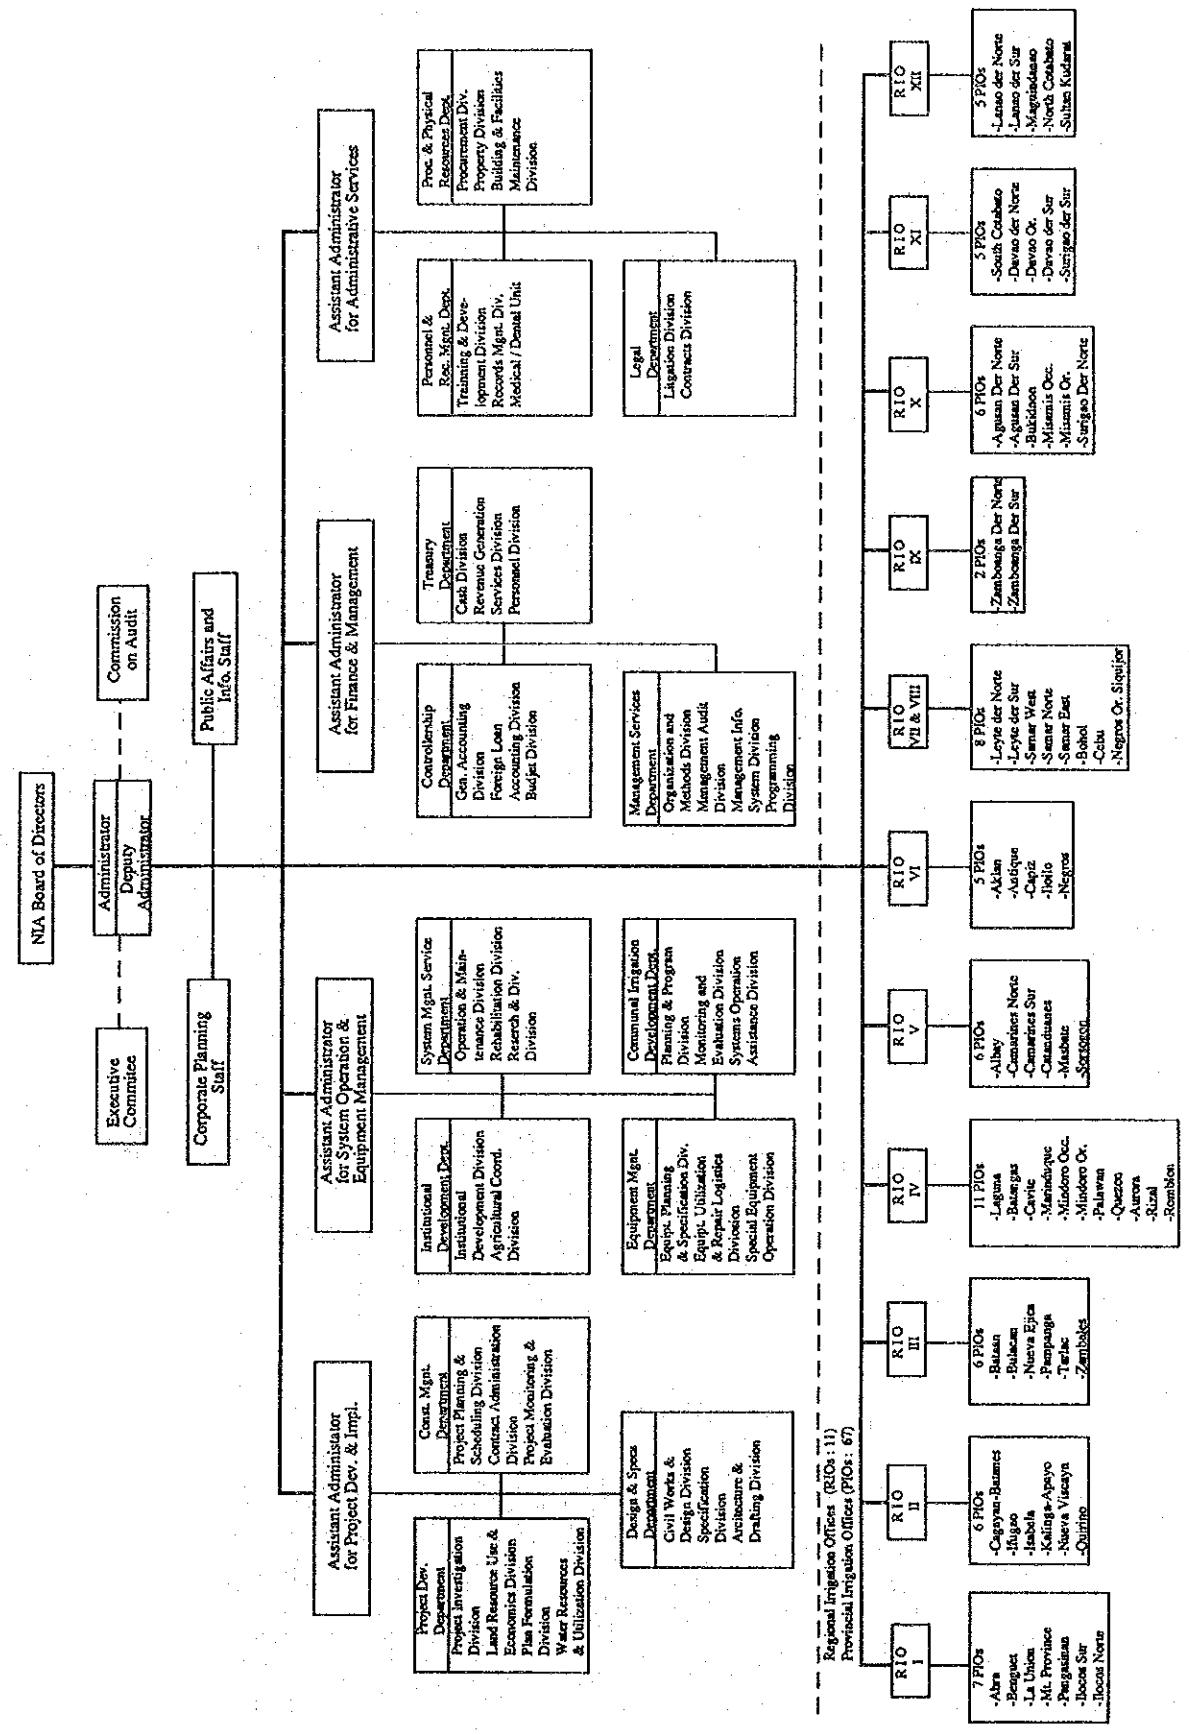 NIA Board of Directors
Administrator
Deputy
Administrator
Executive
Commitee
Commission
on Audit
Corporate Planning
Staff
Public Affairs and
Info. Staff
Assistant Administator
for Project Dev. & Impl.
Assistant Administrator
for System Operation &
Equipment Management
Assistant Administrator
for Finance & Management
Assistant Administrator
for Administrative Services
Project Dev.
Department
Project Investigation
Division
Land Resource Use &
Economics Division
Plan Formulation
Division
Water Resources
& Utilization Division
Const. Mgnt.
Department
Project Planning &
Scheduling Division
Contract Administration
Division
Project Monitoring &
Evaluation Division
Design & Specs
Department
Civil Works &
Design Division
Specification
Division
Arcitecture &
Drafting Division
Institutional
Development Dept.
Institutional
Development Division
Agricultural Coord.
Division
System Mgnt. Service
Department
Operation & Main-
tenance Division
Rehabilitation Division
Reserch & Div.
Division
Equipment Mgnt.
Department
Equipt. Planning
& Specification Div.
Equipt. Utilization
& Repair Logistics
Diviosion
Special Equipment
Operation Division
Communal Irrigation
Development Dept.
Planning & Program
Division
Monitoring and
Evaluation Division
Systems Operation
Assistance Division
Controllership
Department
Gen. Accounting
Division
Foreign Loan
Accounting Division
Budjet Division
Treasury
Department
Cash Division
Revenue Generation
Services Division
Personnel Division
Management Services
Department
Organization and
Methods Division
Management Audit
Division
Management Info.
System Division
Programming
Division
Personnel &
Rec. Mgnt. Dept.
Trainning & Deve-
lopment Division
Records Mgnt. Div.
Medical / Dental Unit
Proc. & Physical
Resources Dept.
Procurement Div.
Property Division
Building & Facilities
Maintenance
Division
Legal
Department
Litigation Division
Contracts Division
Regional Irrigation Offices (RIOs : 11)
Provincial Irrigation Offices (PIOs : 67)
RIO
I
7 PIOs
-Abra
-Benguet
-La Union
-Mt. Province
-Pangasinan
-Ilocos Sur
-Ilocos Norte
RIO
II
6 PIOs
-Cagayan-Batanes
-Ifugao
-Isabela
-Kalinga-Apayo
-Nueva Viscaya
-Quirino
RIO
III
6 PIOs
-Bataan
-Bulacan
-Nueva Ejica
-Pampanga
-Tarlac
-Zambales
RIO
IV
11 PIOs
-Laguna
-Batangas
-Cavite
-Marinduque
-Mindoro Occ.
-Mindoro Or.
-Palawan
-Quezon
-Aurora
-Rizal
-Romblon
RIO
V
6 PIOs
-Albay
-Camarines Norte
-Camarines Sur
-Catanduanes
-Masbate
-Sorsogon
RIO
VI
5 PIOs
-Aklan
-Antique
-Capiz
-Iloilo
-Negros
RIO
VII & VIII
8 PIOs
-Leyte der Norte
-Leyte der Sur
-Samar West
-Samar Norte
-Samar East
-Bohol
-Cebu
-Negros Or. Siquijor
RIO
IX
2 PIOs
-Zamboanga Der Norte
-Zamboanga Der Sur
RIO
X
6 PIOs
-Agusan Der Norte
-Agusan Der Sur
-Bukidnon
-Misamis Occ.
-Misamis Or.
-Surigao Der Norte
RIO
XI
5 PIOs
-South Cotabato
-Davao der Norte
-Davao Or.
-Davao der Sur
-Surigao der Sur
RIO
XII
5 PIOs
-Lanao der Norte
-Lanao der Sur
-Maguindanao
-North Cotabato
-Sultan Kudarat